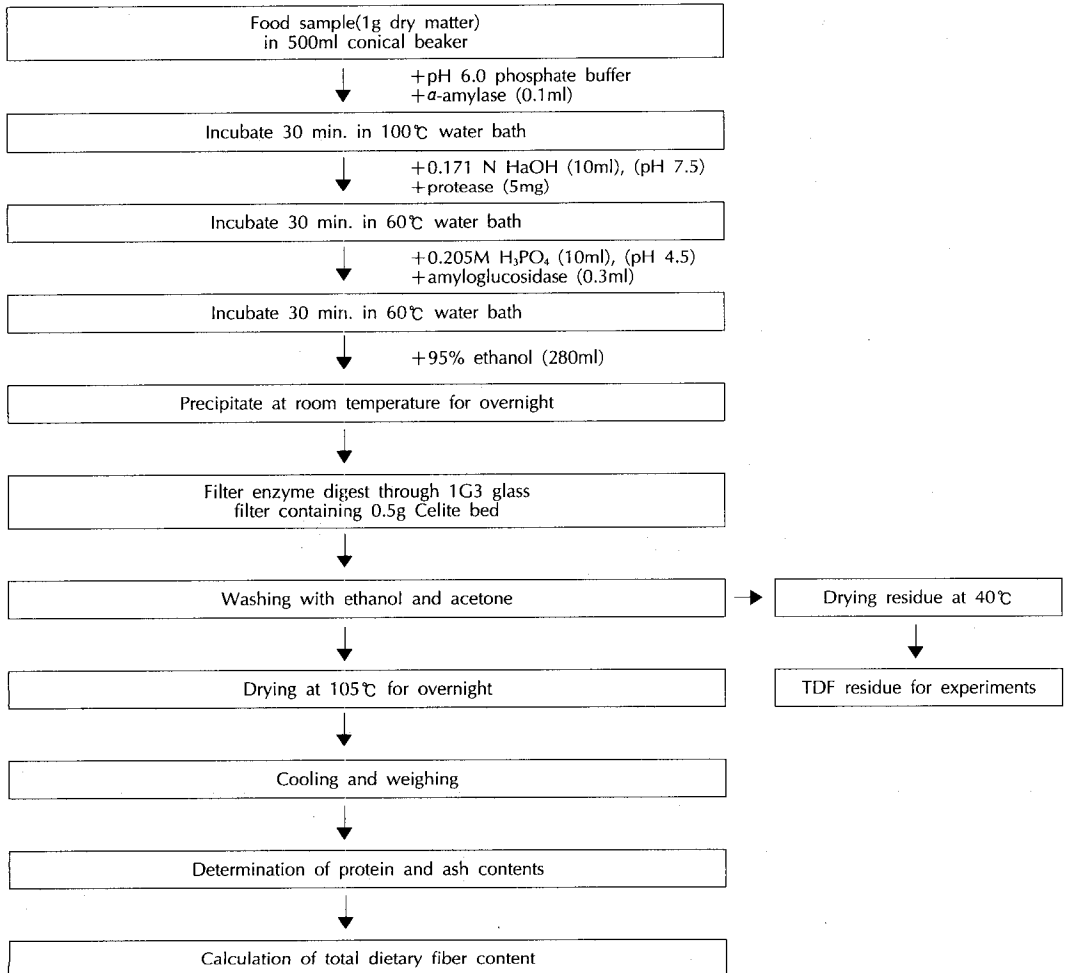 Food sample(1g dry matter)
in 500ml conical beaker
+pH 6.0 phosphate buffer
+α-amylase (0.1ml)
Incubate 30 min. in 100℃ water bath
+0.171 N HaOH (10ml), (pH 7.5)
+protease (5mg)
Incubate 30 min. in 60℃ water bath
+0.205M H₃PO₄ (10ml), (pH 4.5)
+amyloglucosidase (0.3ml)
Incubate 30 min. in 60℃ water bath
+95% ethanol (280ml)
Precipitate at room temperature for overnight
Filter enzyme digest through 1G3 glass
filter containing 0.5g Celite bed
Washing with ethanol and acetone
Drying residue at 40℃
Drying at 105℃ for overnight
TDF residue for experiments
Cooling and weighing
Determination of protein and ash contents
Calculation of total dietary fiber content